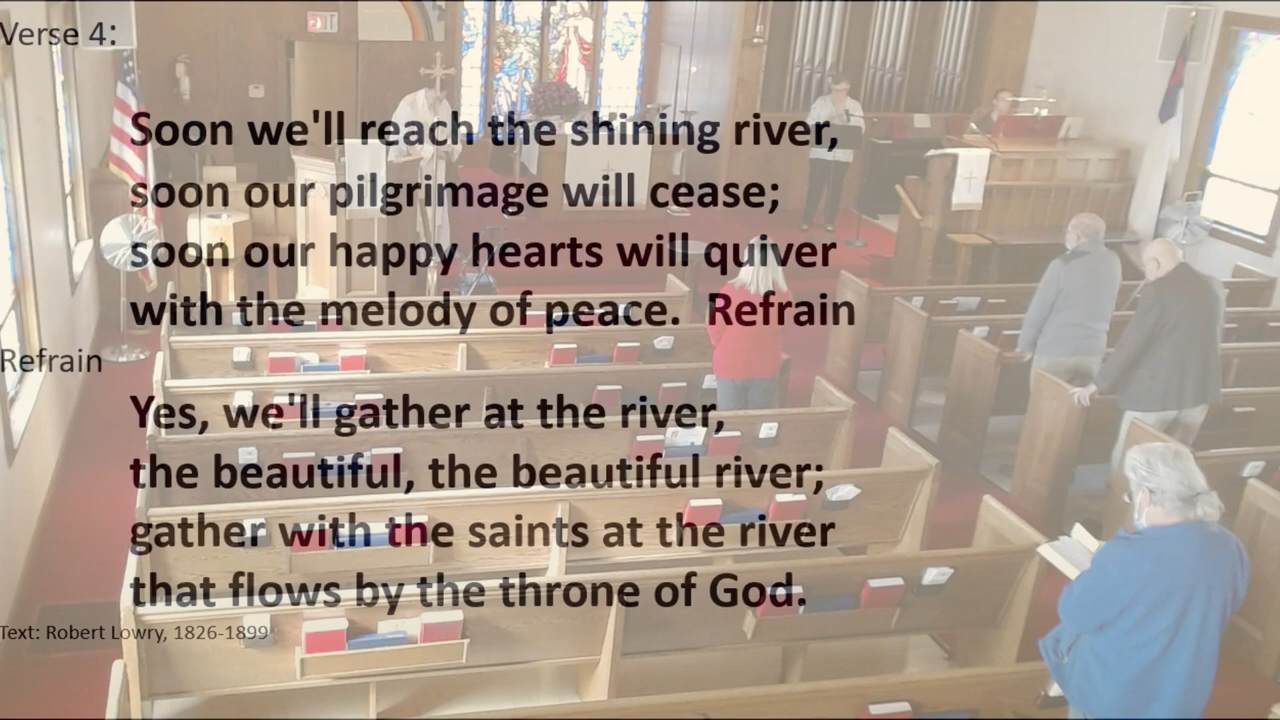 Verse 4:
Soon we'll reach the shining river,
soon our pilgrimage will cease;
soon our happy hearts will quiver
with the melody of peace.  Refrain
Refrain
Yes, we'll gather at the river,
the beautiful, the beautiful river;
gather with the saints at the river
that flows by the throne of God.
Text: Robert Lowry, 1826-1899